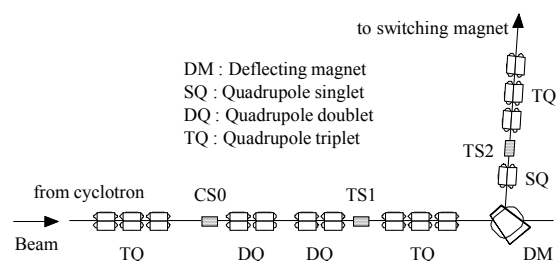 to switching magnet
DM : Deflecting magnet
SQ : Quadrupole singlet
DQ : Quadrupole doublet
TQ : Quadrupole triplet
TQ
TS2
SQ
from cyclotron
CS0
TS1
Beam
TQ
DQ
DQ
TQ
DM